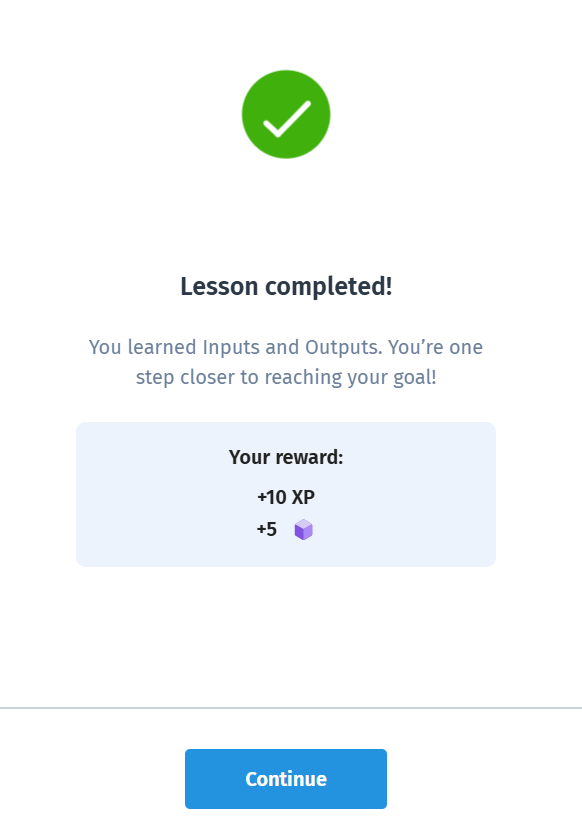 Lesson completed!
You learned Inputs and Outputs. You’re one
step closer to reaching your goal!
Your reward:
+10 XP
+5
Continue